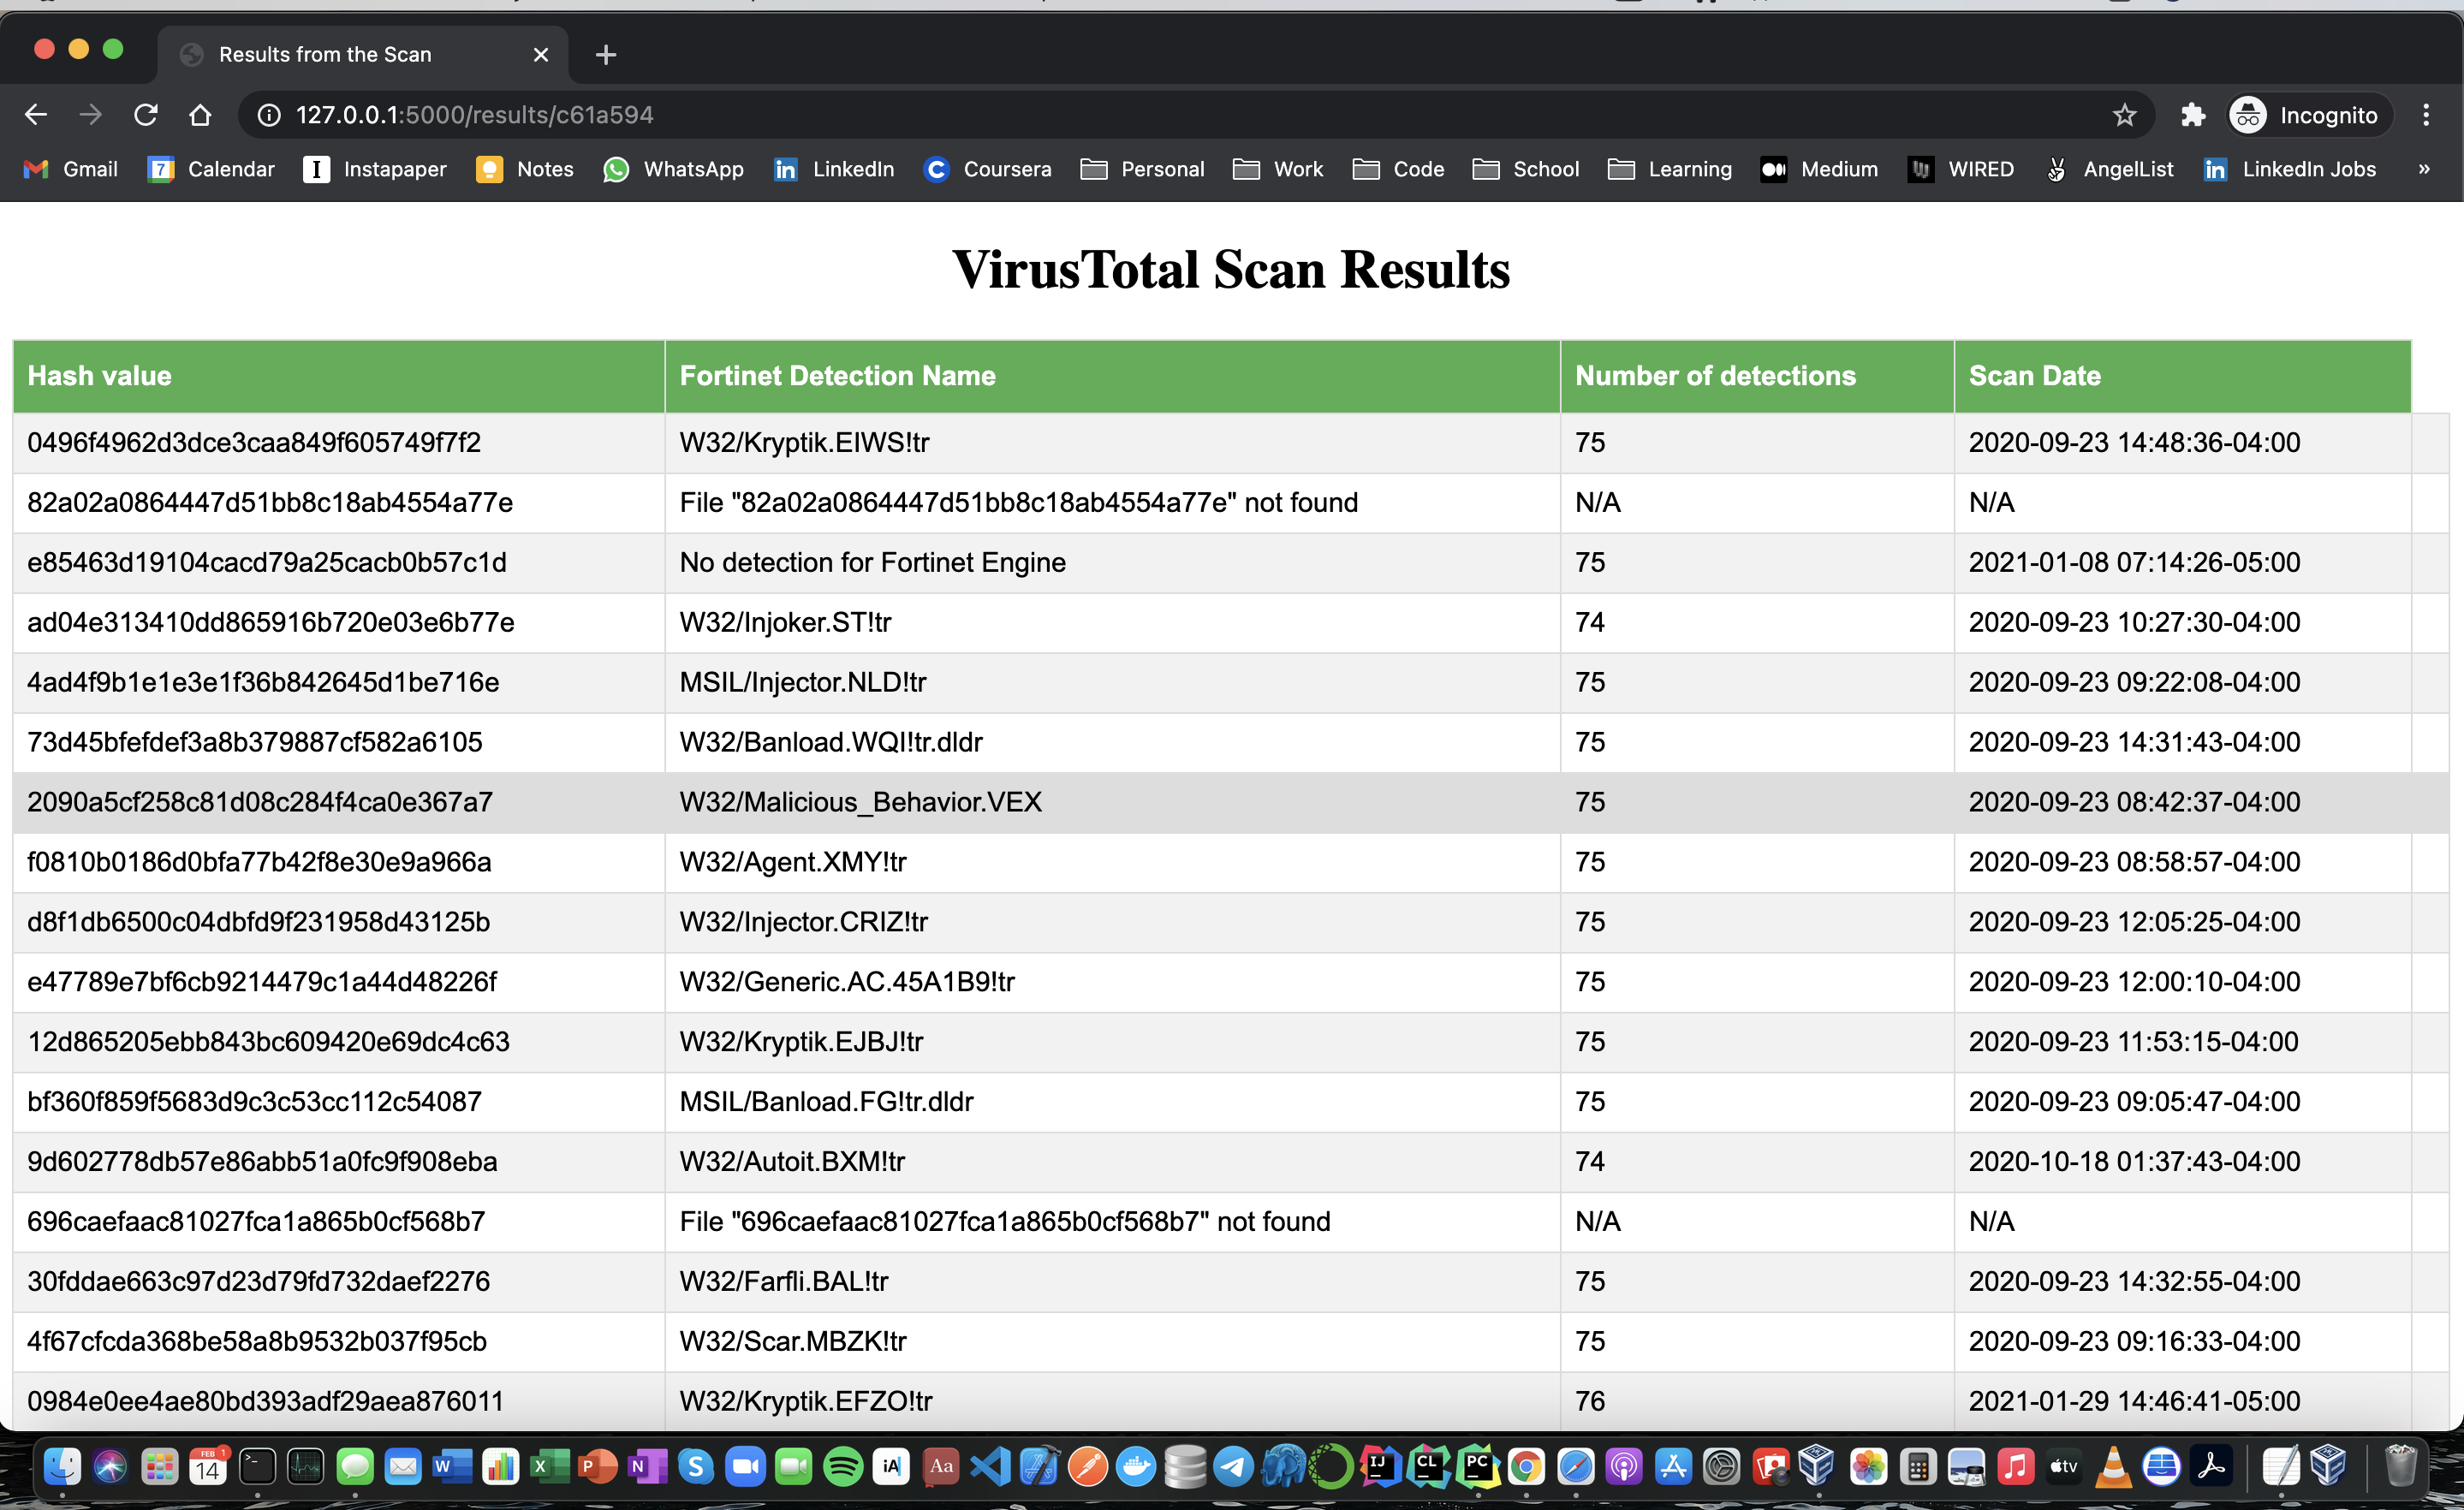 Results from the Scan
127.0.0.1:5000/results/c61a594
Incognito
Gmail 7 Calendar I Instapaper Notes WhatsApp in LinkedIn C Coursera Personal Work Code School Learning Medium WIRED AngelList in LinkedIn Jobs »
VirusTotal Scan Results
Hash value Fortinet Detection Name Number of detections Scan Date
0496f4962d3dce3caa849f605749f7f2 W32/Kryptik.EIWS!tr 75 2020-09-23 14:48:36-04:00
82a02a0864447d51bb8c18ab4554a77e File "82a02a0864447d51bb8c18ab4554a77e" not found N/A N/A
e85463d19104cacd79a25cacb0b57c1d No detection for Fortinet Engine 75 2021-01-08 07:14:26-05:00
ad04e313410dd865916b720e03e6b77e W32/Injoker.ST!tr 74 2020-09-23 10:27:30-04:00
4ad4f9b1e1e3e1f36b842645d1be716e MSIL/Injector.NLD!tr 75 2020-09-23 09:22:08-04:00
73d45bfefdef3a8b379887cf582a6105 W32/Banload.WQI!tr.dldr 75 2020-09-23 14:31:43-04:00
2090a5cf258c81d08c284f4ca0e367a7 W32/Malicious_Behavior.VEX 75 2020-09-23 08:42:37-04:00
f0810b0186d0bfa77b42f8e30e9a966a W32/Agent.XMY!tr 75 2020-09-23 08:58:57-04:00
d8f1db6500c04dbfd9f231958d43125b W32/Injector.CRIZ!tr 75 2020-09-23 12:05:25-04:00
e47789e7bf6cb9214479c1a44d48226f W32/Generic.AC.45A1B9!tr 75 2020-09-23 12:00:10-04:00
12d865205ebb843bc609420e69dc4c63 W32/Kryptik.EJBJ!tr 75 2020-09-23 11:53:15-04:00
bf360f859f5683d9c3c53cc112c54087 MSIL/Banload.FG!tr.dldr 75 2020-09-23 09:05:47-04:00
9d602778db57e86abb51a0fc9f908eba W32/Autoit.BXM!tr 74 2020-10-18 01:37:43-04:00
696caefaac81027fca1a865b0cf568b7 File "696caefaac81027fca1a865b0cf568b7" not found N/A N/A
30fddae663c97d23d79fd732daef2276 W32/Farfli.BAL!tr 75 2020-09-23 14:32:55-04:00
4f67cfcda368be58a8b9532b037f95cb W32/Scar.MBZK!tr 75 2020-09-23 09:16:33-04:00
0984e0ee4ae80bd393adf29aea876011 W32/Kryptik.EFZO!tr 76 2021-01-29 14:46:41-05:00
FEB 1 14 W X P N S iA Aa IJ CL PC tv